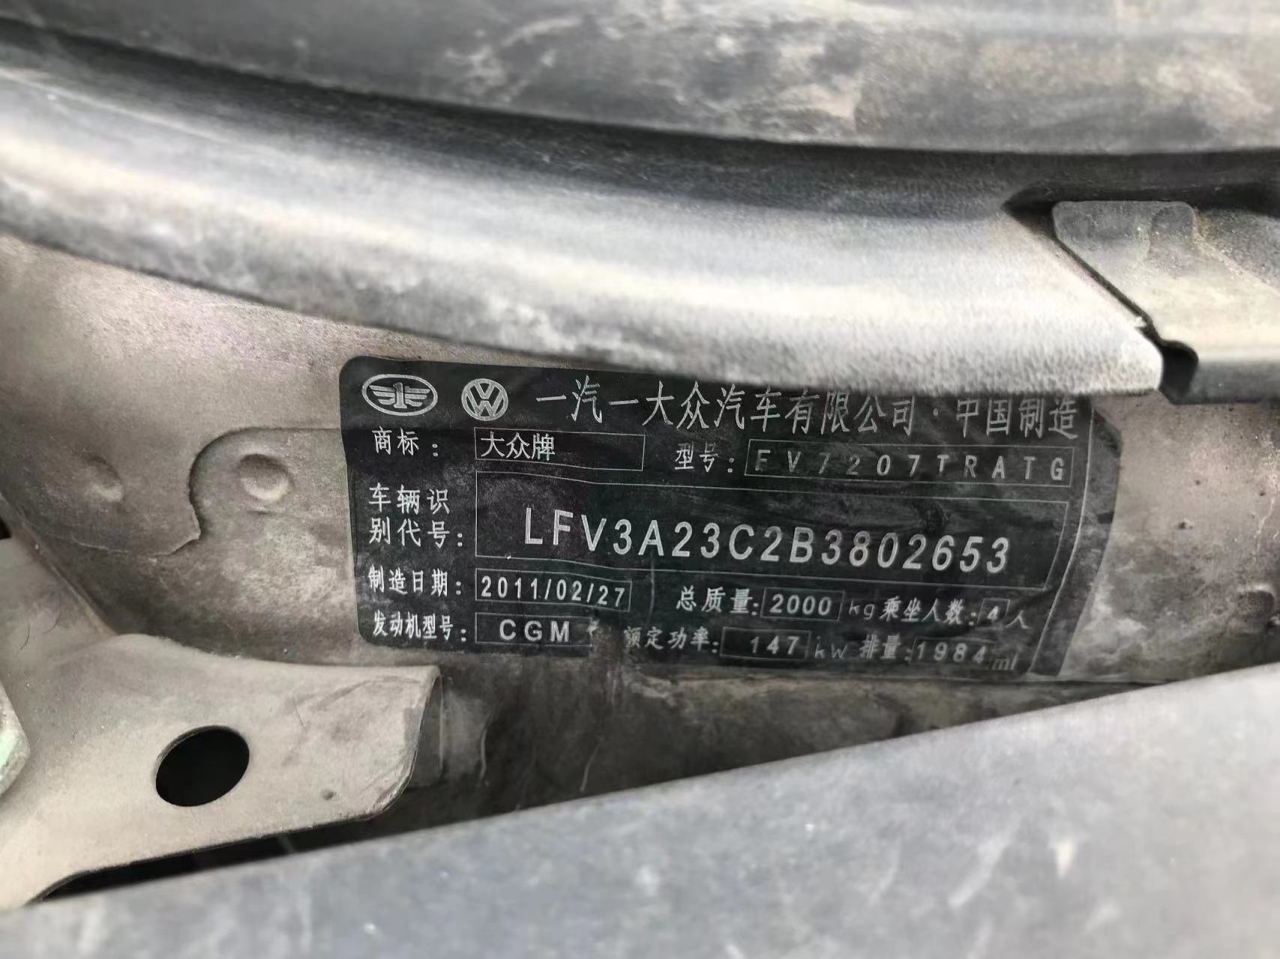 一汽一大众汽车有限公司·中国制造
商标： 大众牌 型号： FV7207TRATG
车辆识
别代号： LFV3A23C2B3802653
制造日期： 2011/02/27 总质量： 2000 kg 乘坐人数： 4 人
发动机型号： CGM 额定功率： 147 kW 排量： 1984 ml